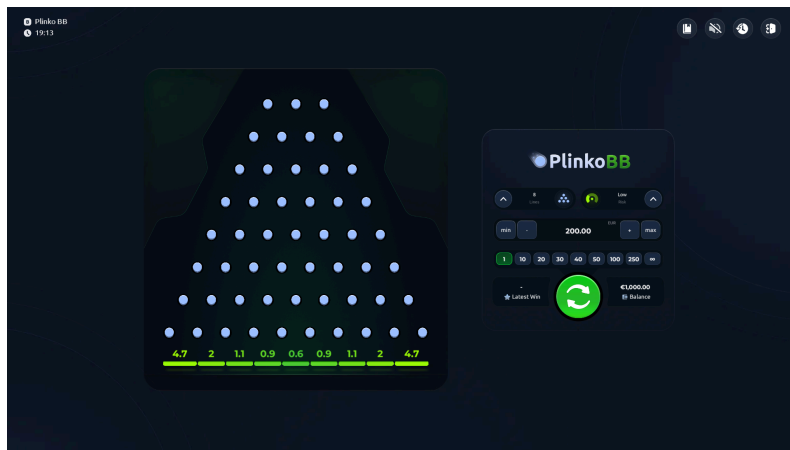 Plinko BB
19:13
PlinkoBB
8
Lines
Low
Risk
min - 200.00 EUR + max
1 10 20 30 40 50 100 250 ∞
-
Latest Win
€1,000.00
Balance
4.7 2 1.1 0.9 0.6 0.9 1.1 2 4.7